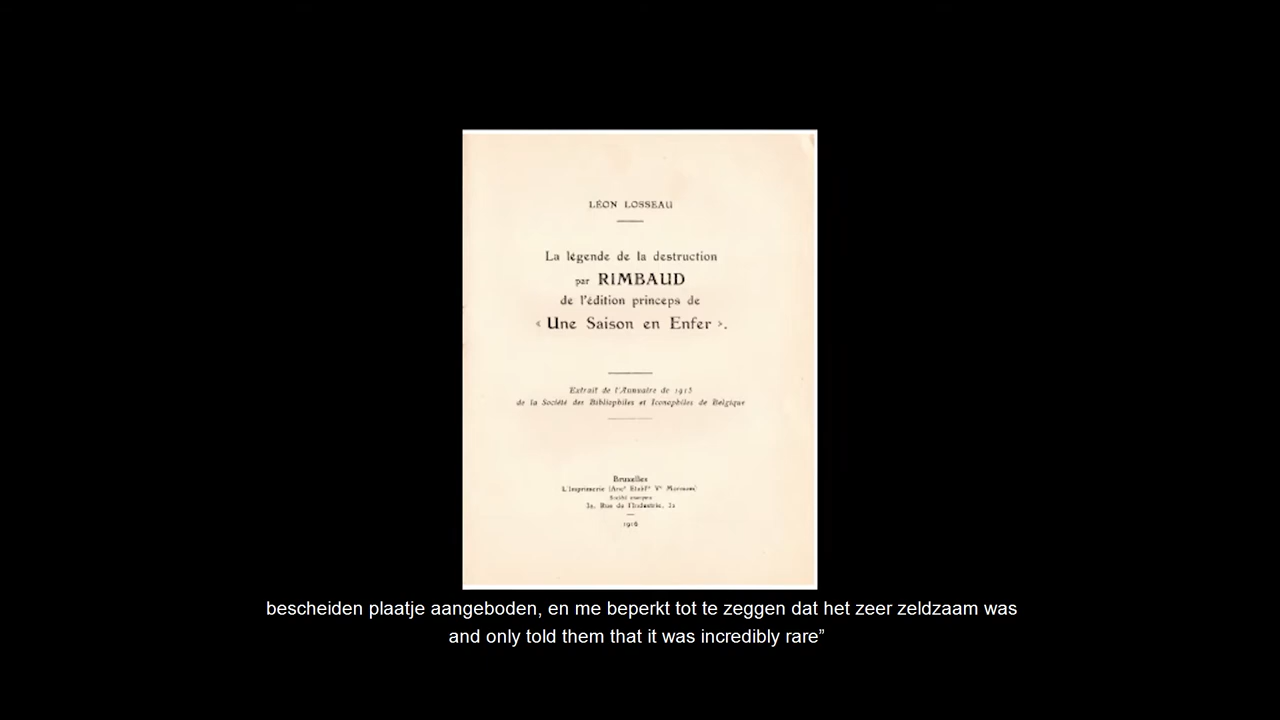 LÉON LOSSEAU
La légende de la destruction
par RIMBAUD
de l'édition princeps de
« Une Saison en Enfer ».
Extrait de l'Annuaire de 1915
de la Société des Bibliophiles et Iconophiles de Belgique
Bruxelles
L'Imprimerie
Rue de l'Industrie,
1916
bescheiden plaatje aangeboden, en me beperkt tot te zeggen dat het zeer zeldzaam was
and only told them that it was incredibly rare”